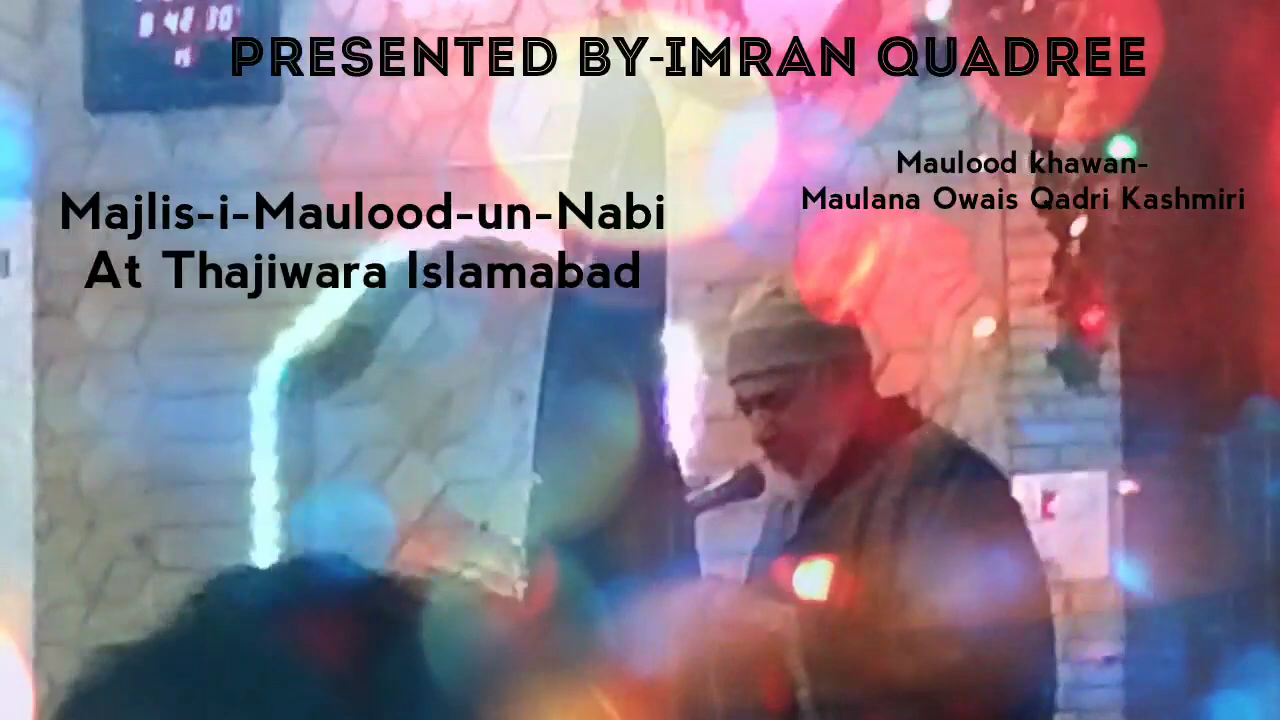 PRESENTED BY-IMRAN QUADREE
Maulood khawan-
Maulana Owais Qadri Kashmiri
Majlis-i-Maulood-un-Nabi
At Thajiwara Islamabad